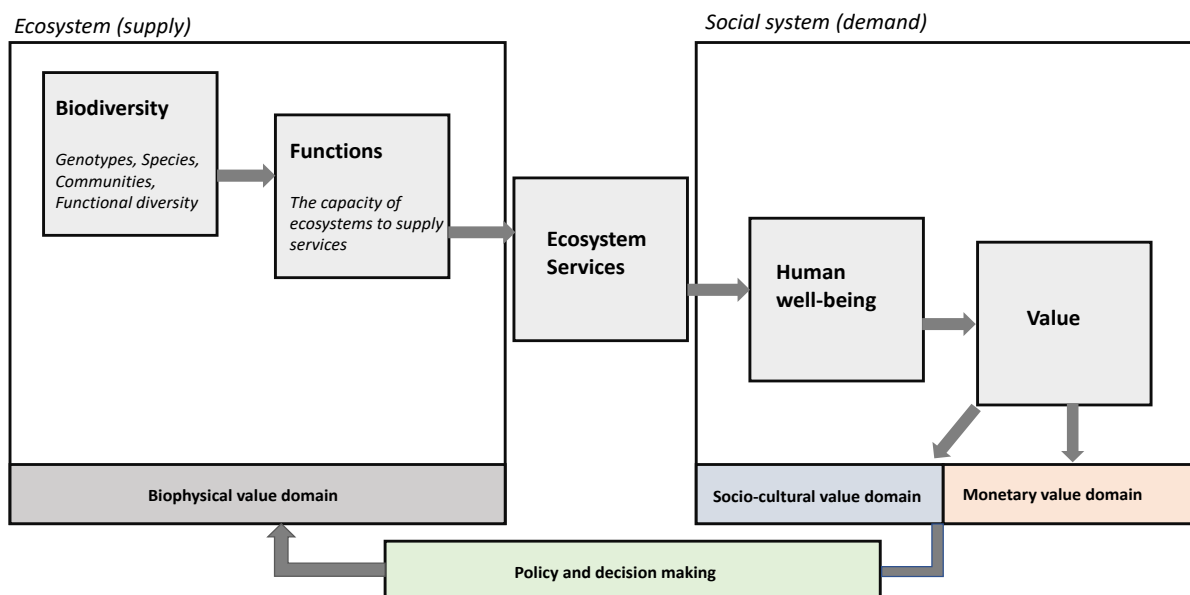 Ecosystem (supply)
Social system (demand)
Biodiversity
Genotypes, Species,
Communities,
Functional diversity
Functions
The capacity of
ecosystems to supply
services
Ecosystem
Services
Human
well-being
Value
Biophysical value domain
Socio-cultural value domain
Monetary value domain
Policy and decision making